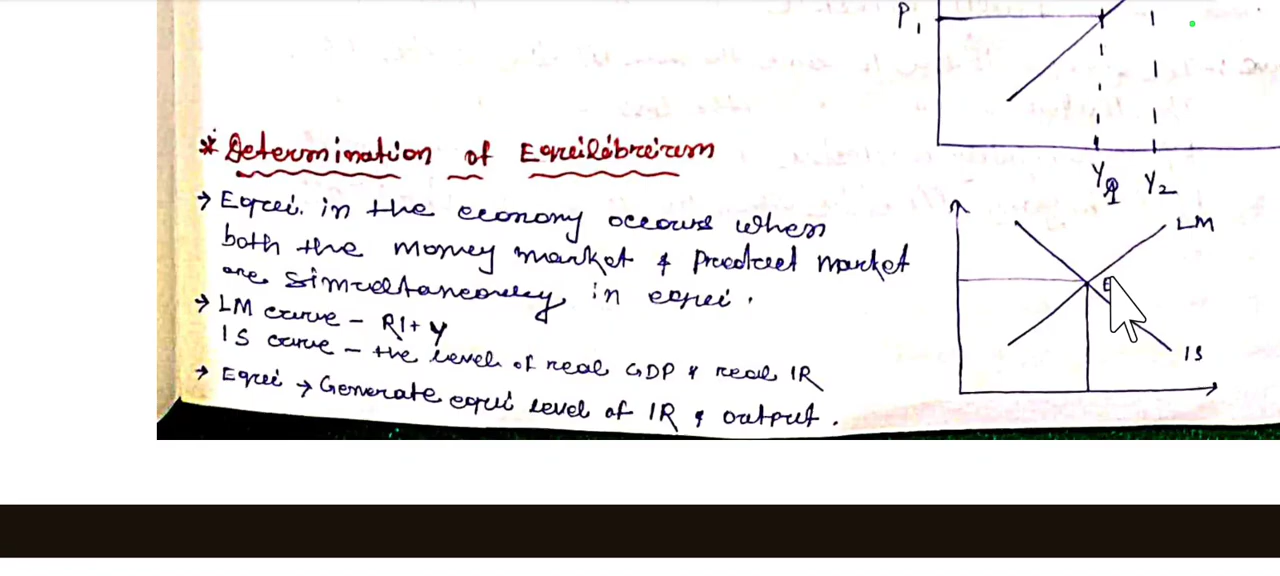 P1
Y1 Y2
* Determination of Equilibrium
→ Equi. in the economy occurs when
both the money market & product market
are simultaneously in equi.
→ LM curve - RI + Y
IS curve - the level of real GDP & real IR
→ Equi → Generate equi level of IR & output.
LM
E
IS